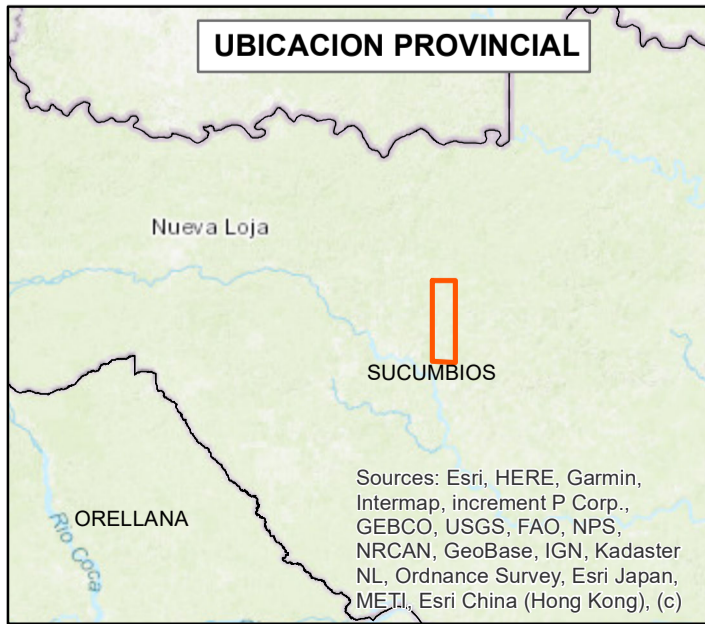 UBICACION PROVINCIAL
Nueva Loja
SUCUMBIOS
ORELLANA
Rio Coca
Sources: Esri, HERE, Garmin,
Intermap, increment P Corp.,
GEBCO, USGS, FAO, NPS,
NRCAN, GeoBase, IGN, Kadaster
NL, Ordnance Survey, Esri Japan,
METI, Esri China (Hong Kong), (c)